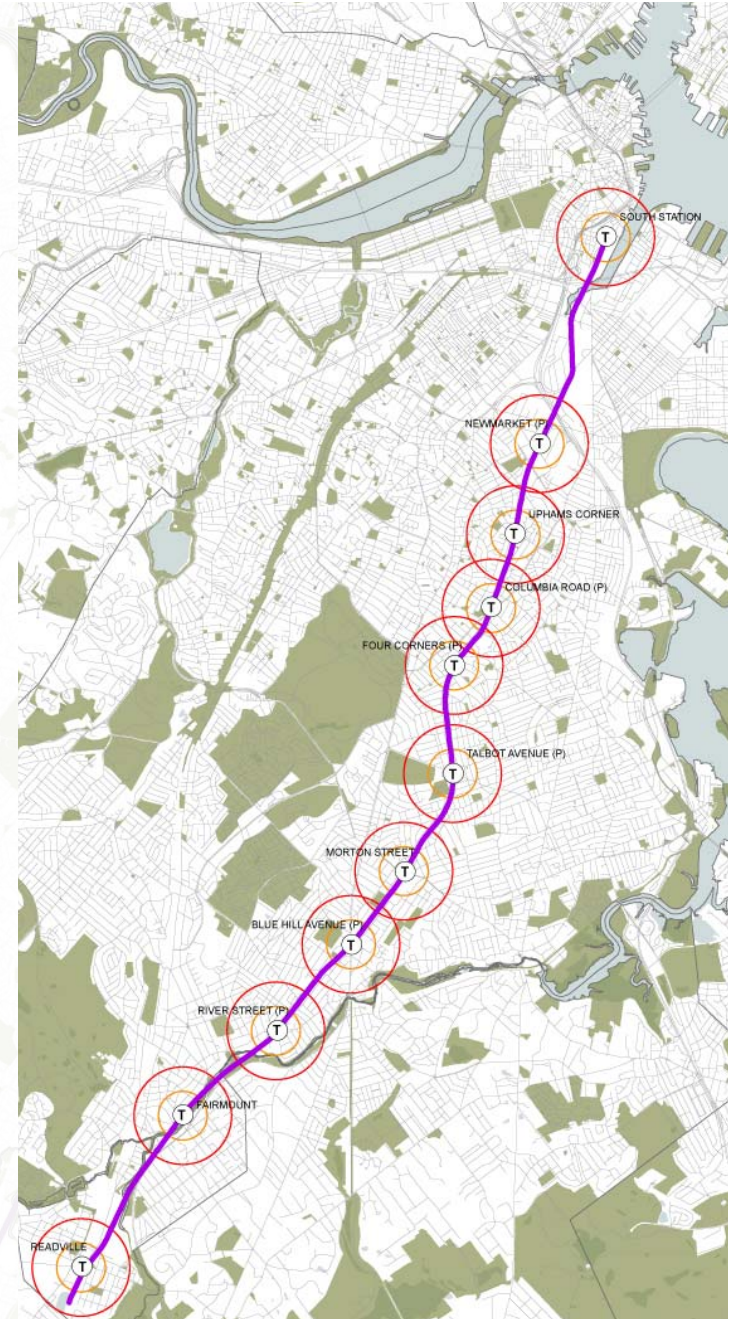 SOUTH STATION
T
NEWMARKET (P)
T
UPHAMS CORNER
T
COLUMBIA ROAD (P)
T
FOUR CORNERS (P)
T
TALBOT AVENUE (P)
T
MORTON STREET
T
BLUE HILL AVENUE (P)
T
RIVER STREET (P)
T
FAIRMOUNT
T
READVILLE
T